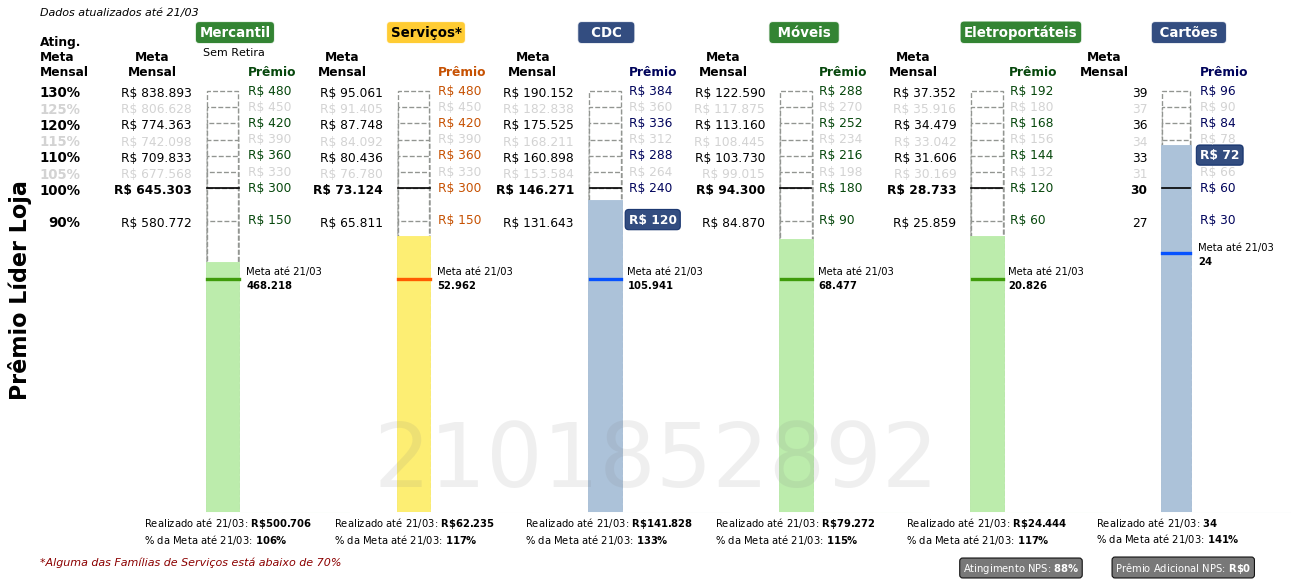 Dados atualizados até 21/03
Mercantil Serviços* CDC Móveis Eletroportáteis Cartões
Sem Retira
Ating. Meta Mensal Meta Mensal Prêmio Meta Mensal Prêmio Meta Mensal Prêmio Meta Mensal Prêmio Meta Mensal Prêmio Meta Mensal Prêmio
130% R$ 838.893 R$ 480 R$ 95.061 R$ 480 R$ 190.152 R$ 384 R$ 122.590 R$ 288 R$ 37.352 R$ 192 39 R$ 96
125% R$ 806.628 R$ 450 R$ 91.405 R$ 450 R$ 182.838 R$ 360 R$ 117.875 R$ 270 R$ 35.916 R$ 180 37 R$ 90
120% R$ 774.363 R$ 420 R$ 87.748 R$ 420 R$ 175.525 R$ 336 R$ 113.160 R$ 252 R$ 34.479 R$ 168 36 R$ 84
115% R$ 742.098 R$ 390 R$ 84.092 R$ 390 R$ 168.211 R$ 312 R$ 108.445 R$ 234 R$ 33.042 R$ 156 34 R$ 78
110% R$ 709.833 R$ 360 R$ 80.436 R$ 360 R$ 160.898 R$ 288 R$ 103.730 R$ 216 R$ 31.606 R$ 144 33 R$ 72
105% R$ 677.568 R$ 330 R$ 76.780 R$ 330 R$ 153.584 R$ 264 R$ 99.015 R$ 198 R$ 30.169 R$ 132 31 R$ 66
100% R$ 645.303 R$ 300 R$ 73.124 R$ 300 R$ 146.271 R$ 240 R$ 94.300 R$ 180 R$ 28.733 R$ 120 30 R$ 60
90% R$ 580.772 R$ 150 R$ 65.811 R$ 150 R$ 131.643 R$ 120 R$ 84.870 R$ 90 R$ 25.859 R$ 60 27 R$ 30
Meta até 21/03 Meta até 21/03 Meta até 21/03 Meta até 21/03 Meta até 21/03 Meta até 21/03
468.218 52.962 105.941 68.477 20.826 24
Prêmio Líder Loja
2101852892
Realizado até 21/03: R$500.706 Realizado até 21/03: R$62.235 Realizado até 21/03: R$141.828 Realizado até 21/03: R$79.272 Realizado até 21/03: R$24.444 Realizado até 21/03: 34
% da Meta até 21/03: 106% % da Meta até 21/03: 117% % da Meta até 21/03: 133% % da Meta até 21/03: 115% % da Meta até 21/03: 117% % da Meta até 21/03: 141%
*Alguma das Famílias de Serviços está abaixo de 70%
Atingimento NPS: 88% Prêmio Adicional NPS: R$0